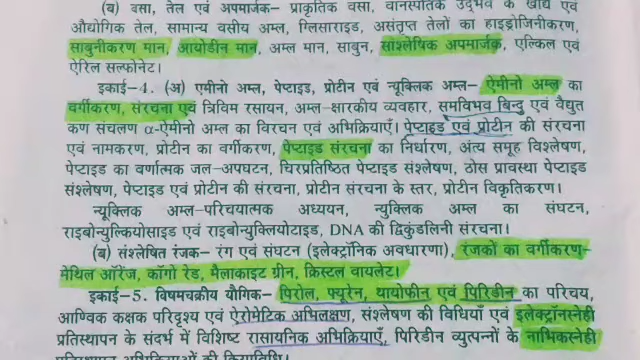 (ब) वसा, तेल एवं अपमार्जक– प्राकृतिक वसा, वानस्पतिक उद्भव के खाद्य एवं
औद्योगिक तेल, सामान्य वसीय अम्ल, ग्लिसराइड, असंतृप्त तेलों का हाइड्रोजिनीकरण,
साबुनीकरण मान, आयोडीन मान, अम्ल मान, साबुन, सांश्लेषिक अपमार्जक, एल्किल एवं
ऐरिल सल्फोनेट।
इकाई–4. (अ) एमीनो अम्ल, पेप्टाइड, प्रोटीन एवं न्यूक्लिक अम्ल– ऐमीनो अम्ल का
वर्गीकरण, संरचना एवं त्रिविम रसायन, अम्ल–क्षारकीय व्यवहार, समविभव बिन्दु एवं वैद्युत
कण संचलण α-ऐमीनो अम्ल का विरचन एवं अभिक्रियाएँ। पेप्टाइड एवं प्रोटीन की संरचना
एवं नामकरण, प्रोटीन का वर्गीकरण, पेप्टाइड संरचना का निर्धारण, अंत्य समूह विश्लेषण,
पेप्टाइड का वर्णात्मक जल–अपघटन, चिरप्रतिष्ठित पेप्टाइड संश्लेषण, ठोस प्रावस्था पेप्टाइड
संश्लेषण, पेप्टाइड एवं प्रोटीन की संरचना, प्रोटीन संरचना के स्तर, प्रोटीन विकृतिकरण।
न्यूक्लिक अम्ल–परिचयात्मक अध्ययन, न्युक्लिक अम्ल का संघटन,
राइबोन्युल्कियोसाइड एवं राइबोन्युक्लियोटाइड, DNA की द्विकुंडलिनी संरचना।
(ब) संश्लेषित रंजक– रंग एवं संघटन (इलेक्ट्रॉनिक अवधारणा), रंजकों का वर्गीकरण–
मेथिल ऑरेंज, काँगो रेड, मैलाकाइट ग्रीन, क्रिस्टल वायलेट।
इकाई–5. विषमचक्रीय यौगिक– पिरोल, फ्यूरेन, थायोफीन एवं पिरिडीन का परिचय,
आण्विक कक्षक परिदृश्य एवं ऐरोमेटिक अभिलक्षण, संश्लेषण की विधियाँ एवं इलेक्ट्रॉनस्नेही
प्रतिस्थापन के संदर्भ में विशिष्ट रासायनिक अभिक्रियाएँ, पिरिडीन व्युत्पन्नों के नाभिकस्नेही